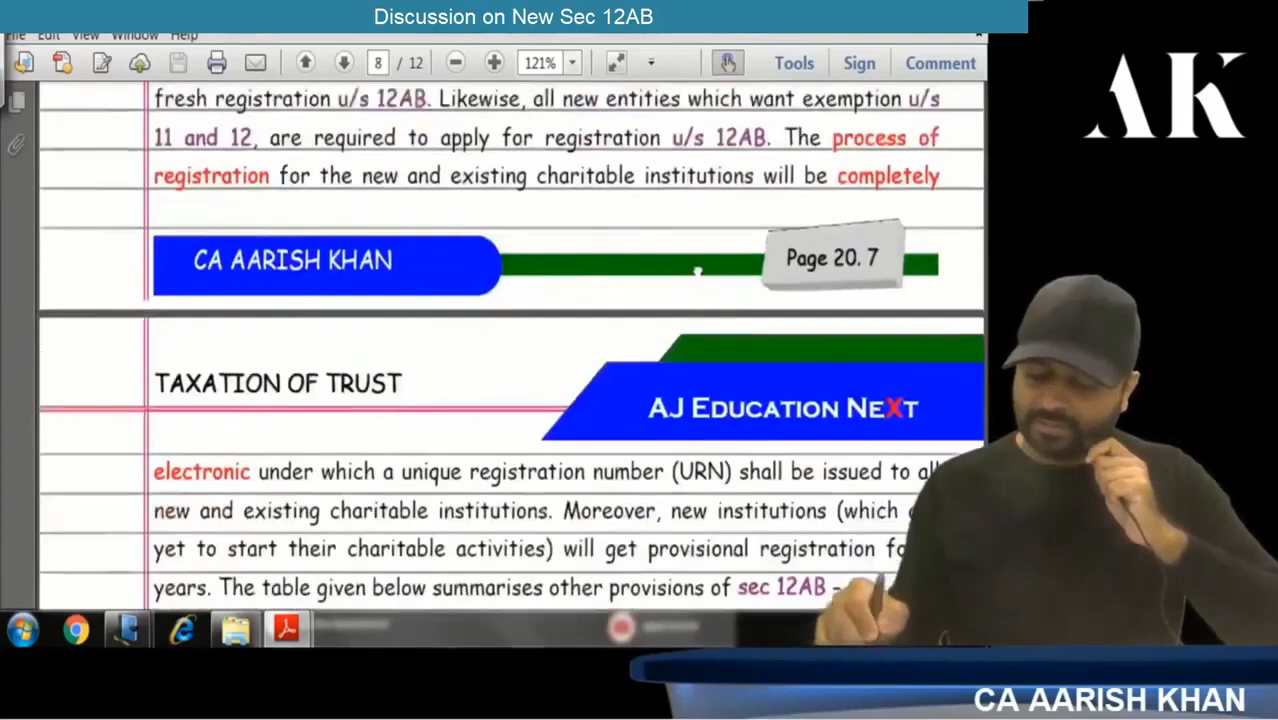 Discussion on New Sec 12AB
File Edit View Window Help
8 / 12 121% Tools Sign Comment
AK
fresh registration u/s 12AB. Likewise, all new entities which want exemption u/s
11 and 12, are required to apply for registration u/s 12AB. The process of
registration for the new and existing charitable institutions will be completely
CA AARISH KHAN
Page 20. 7
TAXATION OF TRUST
AJ EDUCATION NEXT
electronic under which a unique registration number (URN) shall be issued to all
new and existing charitable institutions. Moreover, new institutions (which
yet to start their charitable activities) will get provisional registration
years. The table given below summarises other provisions of sec 12AB -
CA AARISH KHAN